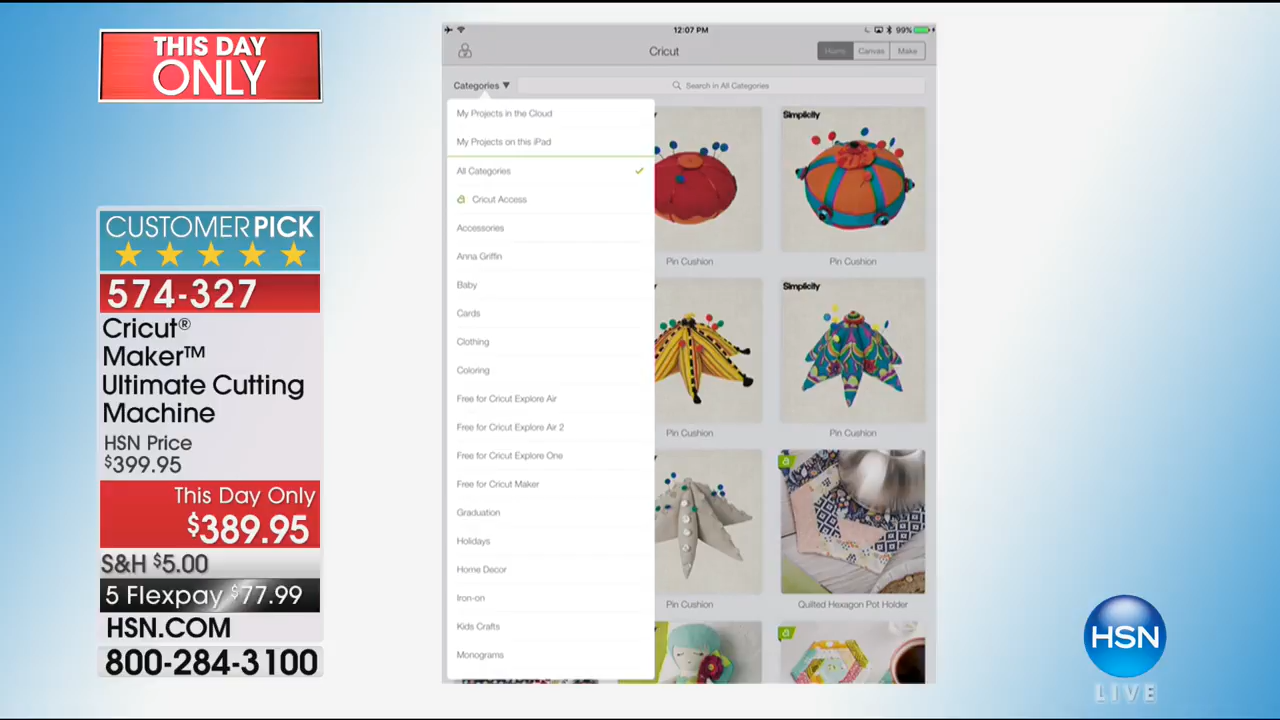 THIS DAY
ONLY
CUSTOMER PICK
574-327
Cricut®
Maker™
Ultimate Cutting
Machine
HSN Price
$399.95
This Day Only
$389.95
S&H $5.00
5 Flexpay $77.99
HSN.COM
800-284-3100
12:07 PM
99%
Cricut
Home
Canvas
Make
Categories ▼
Search in All Categories
My Projects in the Cloud
My Projects on this iPad
All Categories
Cricut Access
Accessories
Anna Griffin
Baby
Cards
Clothing
Coloring
Free for Cricut Explore Air
Free for Cricut Explore Air 2
Free for Cricut Explore One
Free for Cricut Maker
Graduation
Holidays
Home Decor
Iron-on
Kids Crafts
Monograms
Simplicity
Pin Cushion
Pin Cushion
Simplicity
Pin Cushion
Pin Cushion
Pin Cushion
Quilted Hexagon Pot Holder
HSN
LIVE